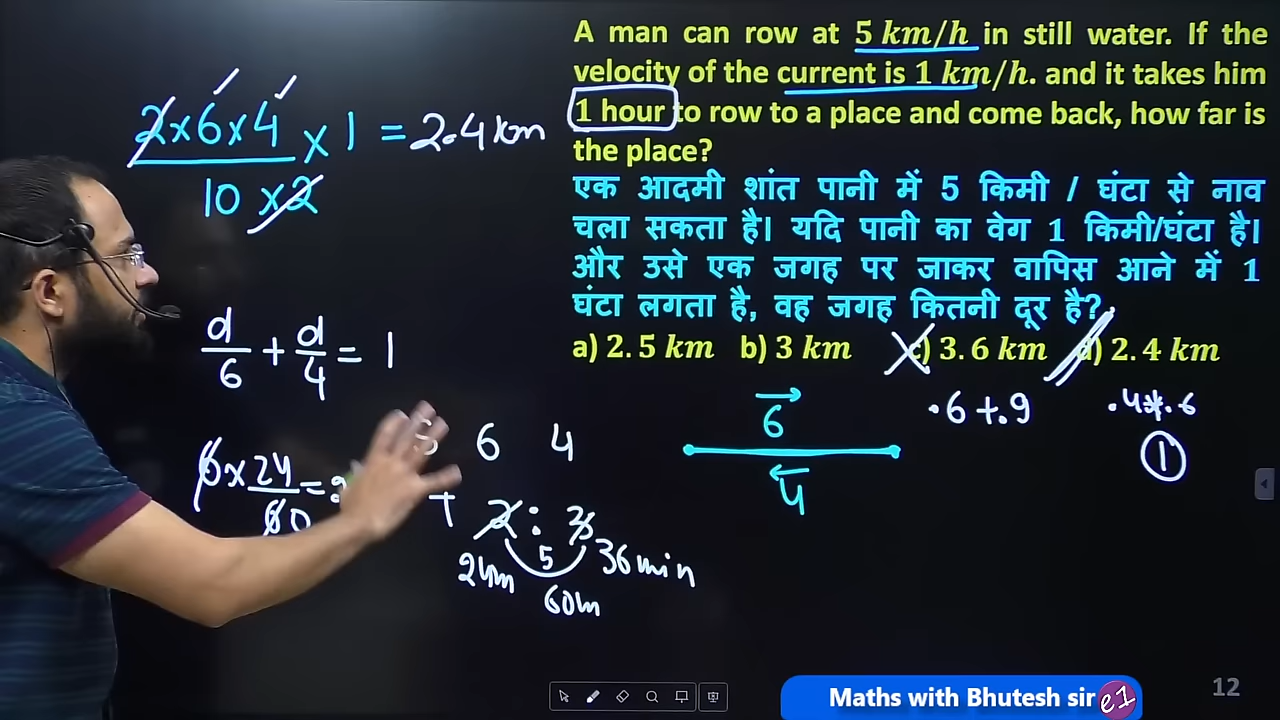 A man can row at 5 km/h in still water. If the
velocity of the current is 1 km/h. and it takes him
1 hour to row to a place and come back, how far is
the place?
एक आदमी शांत पानी में 5 किमी / घंटा से नाव
चला सकता है। यदि पानी का वेग 1 किमी/घंटा है।
और उसे एक जगह पर जाकर वापिस आने में 1
घंटा लगता है, वह जगह कितनी दूर है?
a) 2.5 km b) 3 km c) 3.6 km d) 2.4 km
2×6×4 × 1 = 2.4 km
10 ×2
d/6 + d/4 = 1
6 × 24/60 =
6 4
T 2 : 3
24m 5 36 min
60m
→
6
←
4
.6 + .9
.4 + .6
1
Maths with Bhutesh sir e1
12